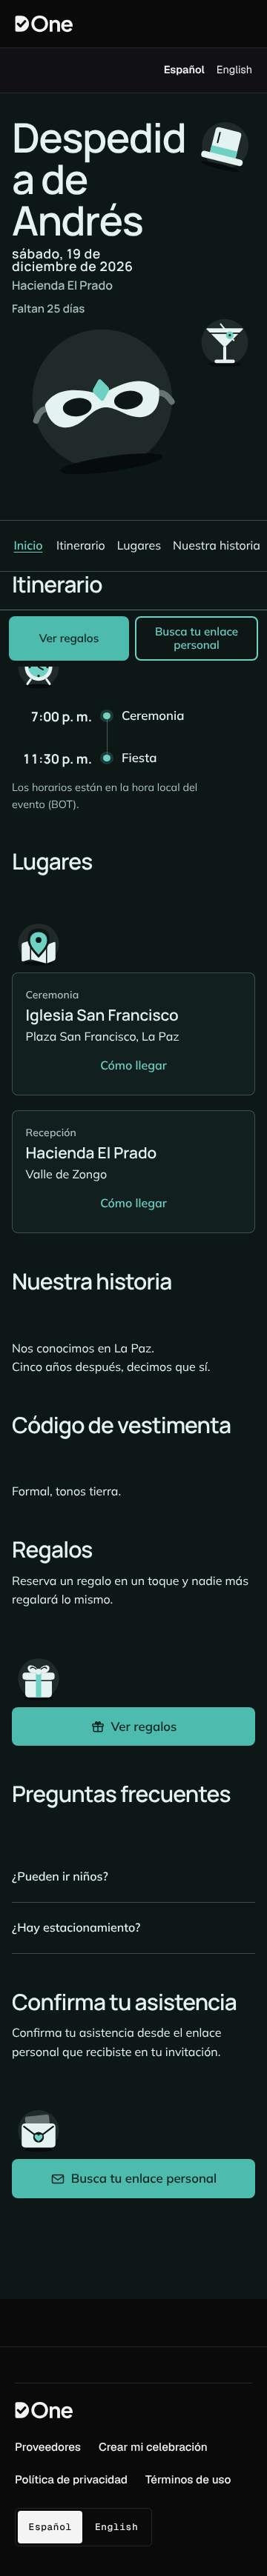 One
Español English
Despedid
a de
Andrés
sábado, 19 de
diciembre de 2026
Hacienda El Prado
Faltan 25 días
Inicio Itinerario Lugares Nuestra historia
Itinerario
Ver regalos
Busca tu enlace
personal
7:00 p. m. Ceremonia
11:30 p. m. Fiesta
Los horarios están en la hora local del
evento (BOT).
Lugares
Ceremonia
Iglesia San Francisco
Plaza San Francisco, La Paz
Cómo llegar
Recepción
Hacienda El Prado
Valle de Zongo
Cómo llegar
Nuestra historia
Nos conocimos en La Paz.
Cinco años después, decimos que sí.
Código de vestimenta
Formal, tonos tierra.
Regalos
Reserva un regalo en un toque y nadie más
regalará lo mismo.
Ver regalos
Preguntas frecuentes
¿Pueden ir niños?
¿Hay estacionamiento?
Confirma tu asistencia
Confirma tu asistencia desde el enlace
personal que recibiste en tu invitación.
Busca tu enlace personal
One
Proveedores Crear mi celebración
Política de privacidad Términos de uso
Español English